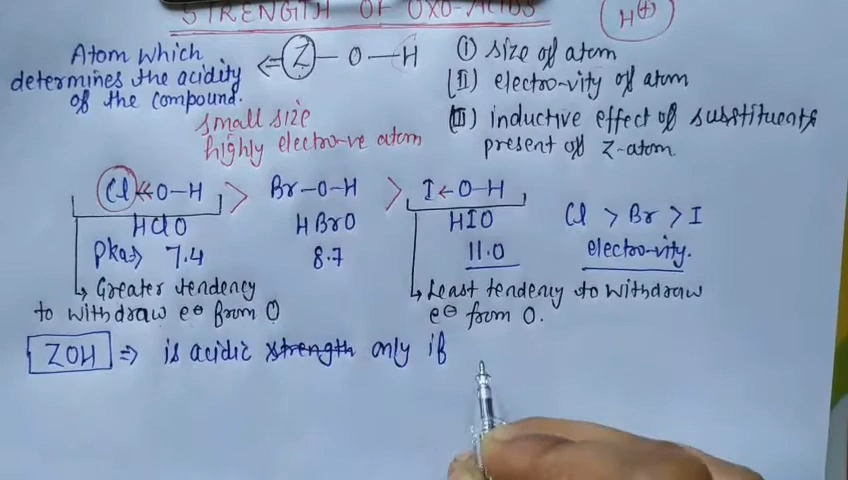 STRENGTH OF OXO-ACIDS
H⊕
Atom which
determines the acidity
of the compound.
⇐ Z — O — H
small size
highly electro-ve atom
(I) size of atom
(II) electro-vity of atom
(III) inductive effect of susstituents
present of Z-atom
Cl ← O–H > Br–O–H > I ← O–H
HClO HBrO HIO
Pka⇒ 7.4 8.7 11.0
Cl > Br > I
electro-vity.
↳ Greater tendency
to withdraw e⊖ from O
↳ Least tendency to withdraw
e⊖ from O.
ZOH ⇒ is acidic strength only if